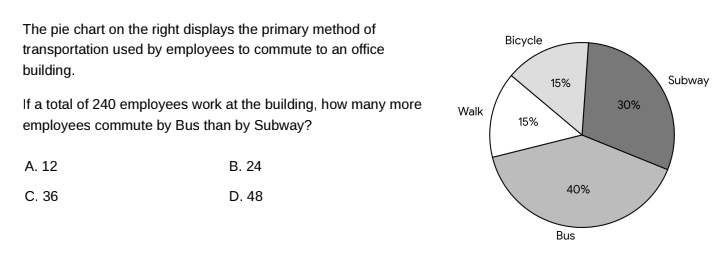 The pie chart on the right displays the primary method of
transportation used by employees to commute to an office
building.
If a total of 240 employees work at the building, how many more
employees commute by Bus than by Subway?
A. 12
B. 24
C. 36
D. 48
Bicycle
15%
Subway
30%
Walk
15%
40%
Bus